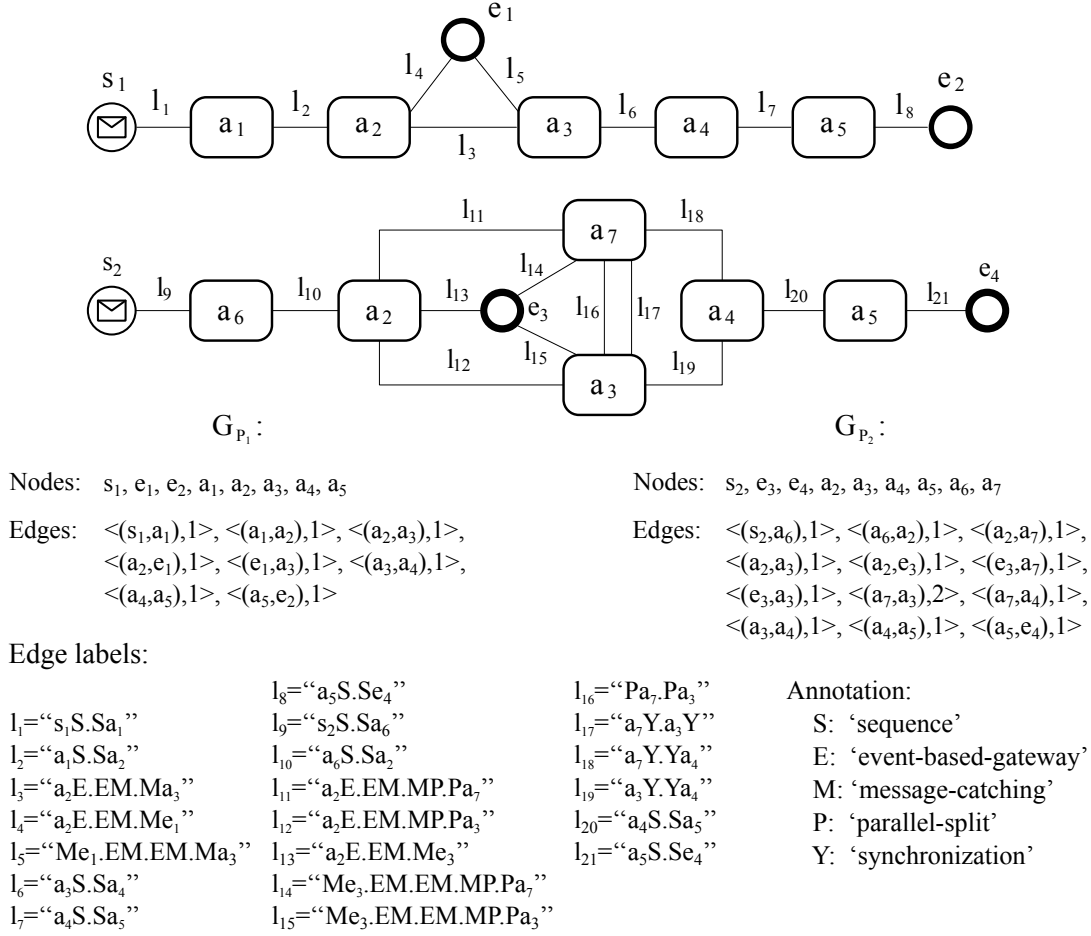 e₁
s₁ l₁ l₂ l₄ l₅ l₆ l₇ l₈ e₂
a₁ a₂ l₃ a₃ a₄ a₅
l₁₁ a₇ l₁₈
s₂ l₉ l₁₀ l₁₃ l₁₄ l₁₆ l₁₇ l₂₀ l₂₁ e₄
a₆ a₂ e₃ a₄ a₅
l₁₂ l₁₅ a₃ l₁₉
G_P₁: G_P₂:
Nodes: s₁, e₁, e₂, a₁, a₂, a₃, a₄, a₅
Edges: <(s₁,a₁),1>, <(a₁,a₂),1>, <(a₂,a₃),1>,
<(a₂,e₁),1>, <(e₁,a₃),1>, <(a₃,a₄),1>,
<(a₄,a₅),1>, <(a₅,e₂),1>
Nodes: s₂, e₃, e₄, a₂, a₃, a₄, a₅, a₆, a₇
Edges: <(s₂,a₆),1>, <(a₆,a₂),1>, <(a₂,a₇),1>,
<(a₂,a₃),1>, <(a₂,e₃),1>, <(e₃,a₇),1>,
<(e₃,a₃),1>, <(a₇,a₃),2>, <(a₇,a₄),1>,
<(a₃,a₄),1>, <(a₄,a₅),1>, <(a₅,e₄),1>
Edge labels:
l₁=“s₁S.Sa₁”
l₂=“a₁S.Sa₂”
l₃=“a₂E.EM.Ma₃”
l₄=“a₂E.EM.Me₁”
l₅=“Me₁.EM.EM.Ma₃”
l₆=“a₃S.Sa₄”
l₇=“a₄S.Sa₅”
l₈=“a₅S.Se₄”
l₉=“s₂S.Sa₆”
l₁₀=“a₆S.Sa₂”
l₁₁=“a₂E.EM.MP.Pa₇”
l₁₂=“a₂E.EM.MP.Pa₃”
l₁₃=“a₂E.EM.Me₃”
l₁₄=“Me₃.EM.EM.MP.Pa₇”
l₁₅=“Me₃.EM.EM.MP.Pa₃”
l₁₆=“Pa₇.Pa₃”
l₁₇=“a₇Y.a₃Y”
l₁₈=“a₇Y.Ya₄”
l₁₉=“a₃Y.Ya₄”
l₂₀=“a₄S.Sa₅”
l₂₁=“a₅S.Se₄”
Annotation:
S: ‘sequence’
E: ‘event-based-gateway’
M: ‘message-catching’
P: ‘parallel-split’
Y: ‘synchronization’